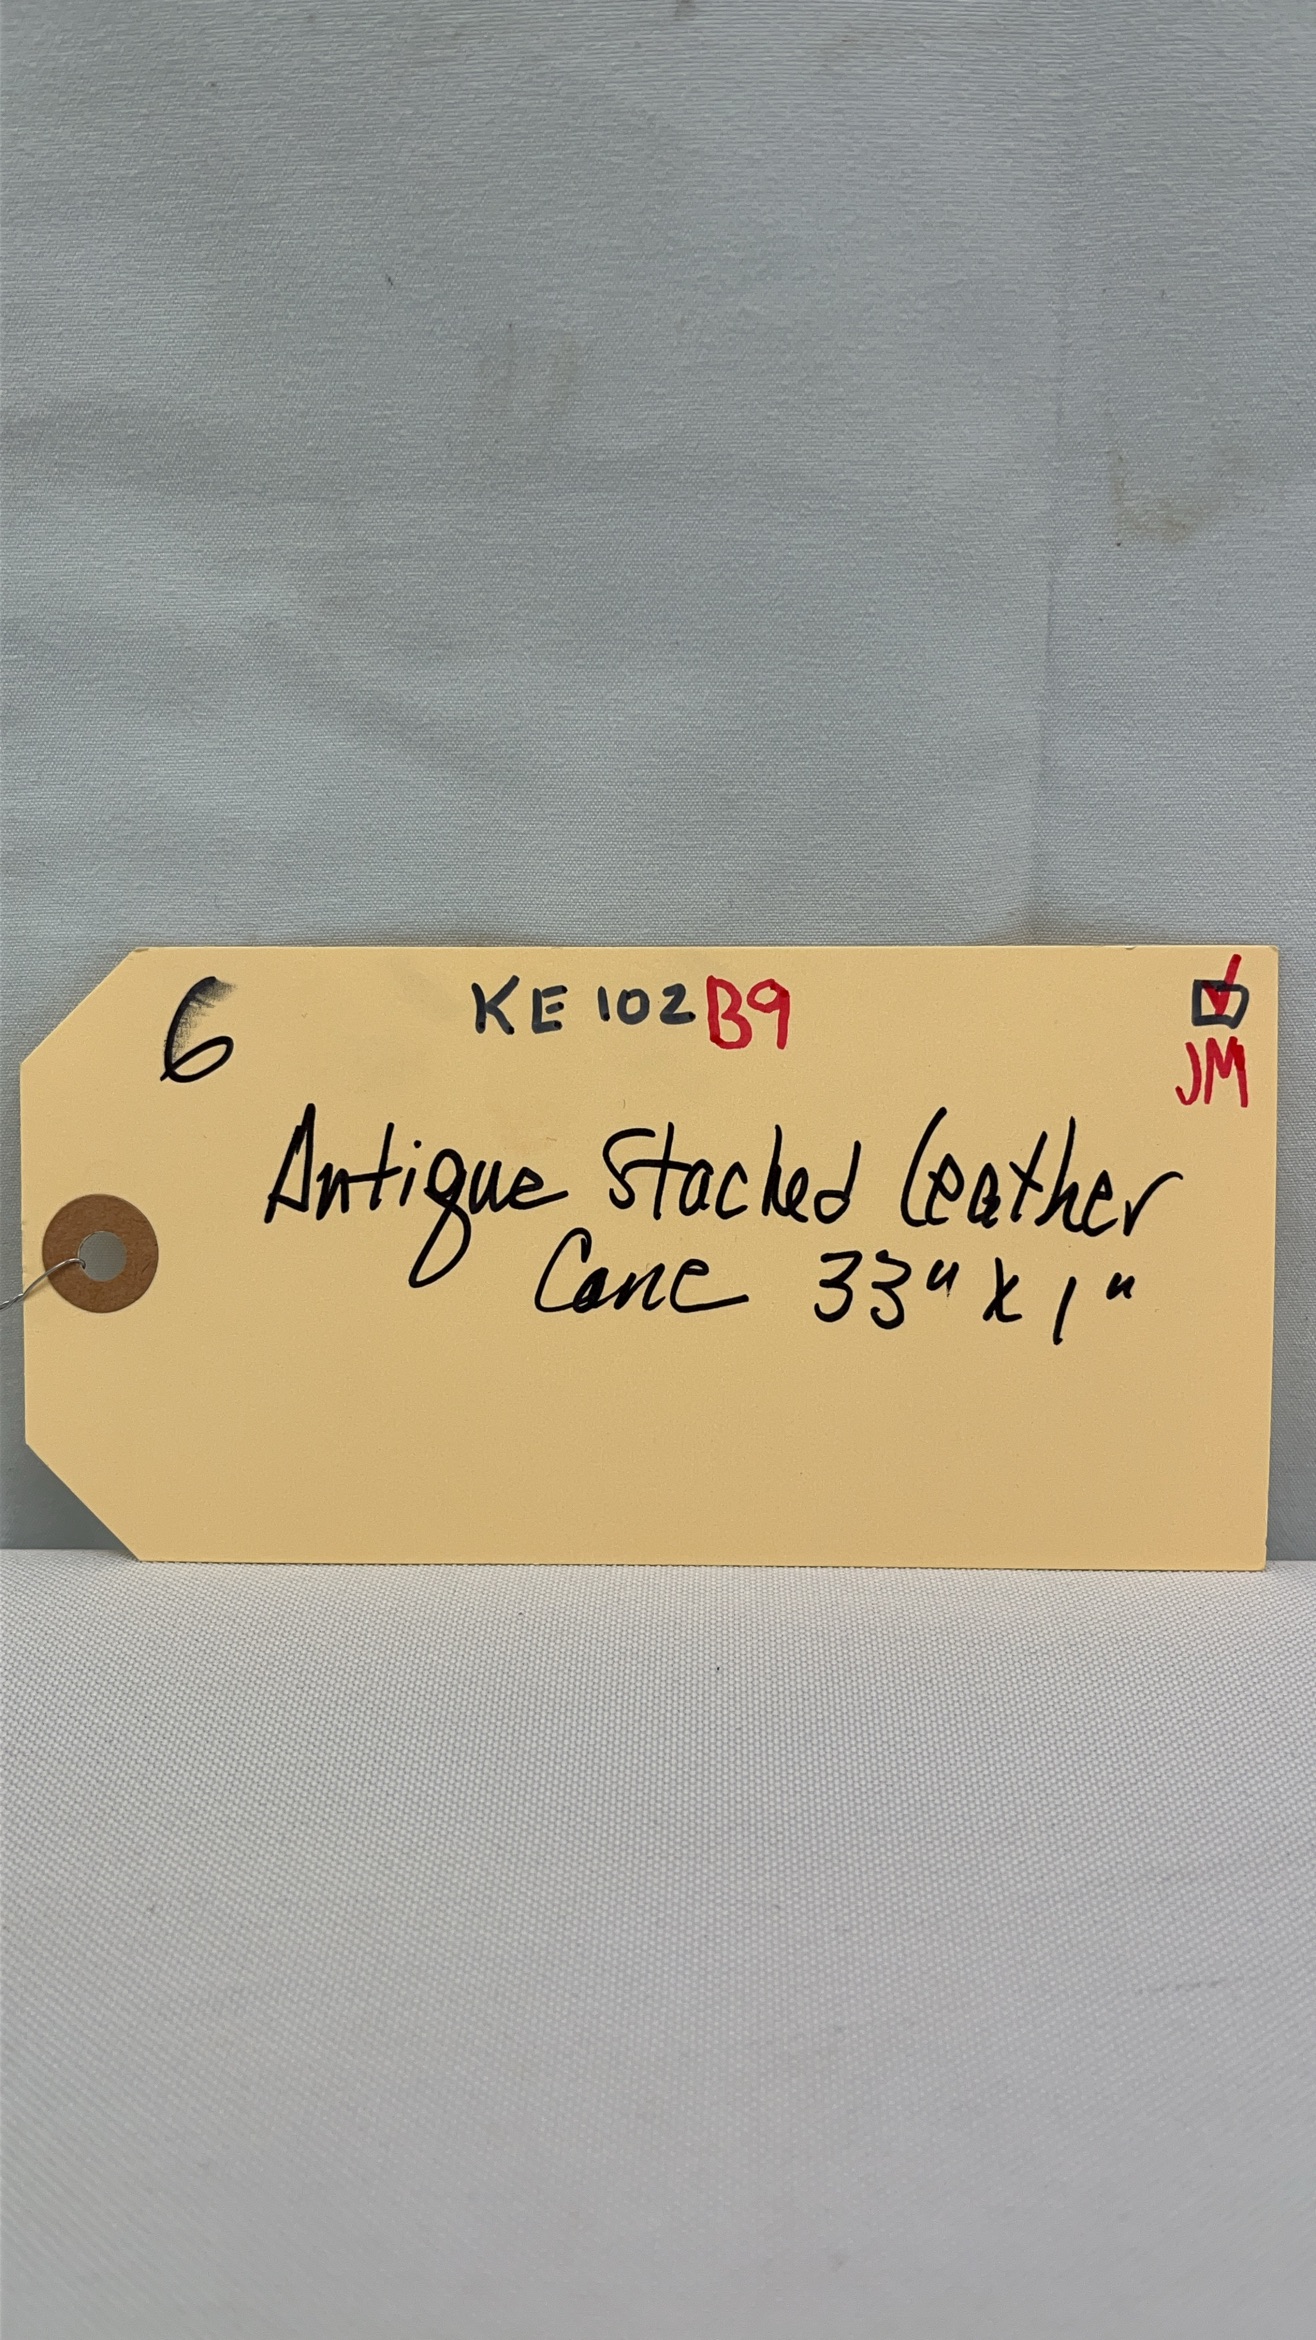 6 KE 102 B9
JM
Antique Stacked Leather
Cane 33" x 1"